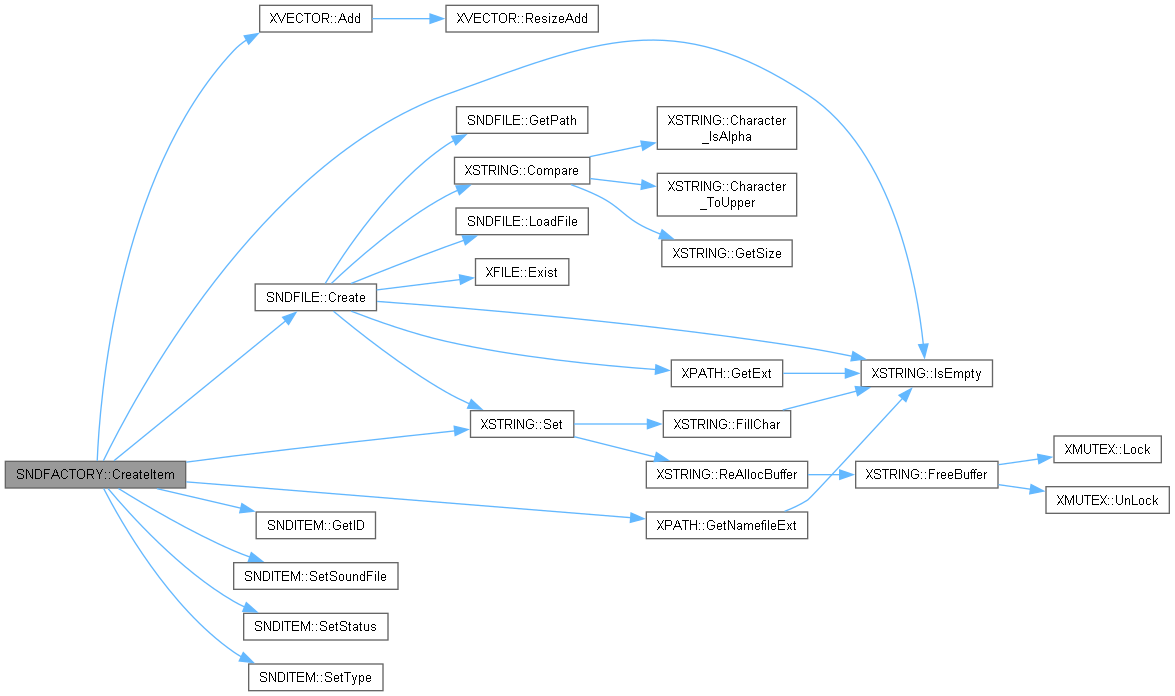 XVECTOR::Add
XVECTOR::ResizeAdd
SNDFILE::GetPath
XSTRING::Character
_IsAlpha
XSTRING::Compare
XSTRING::Character
_ToUpper
SNDFILE::LoadFile
XSTRING::GetSize
XFILE::Exist
SNDFILE::Create
XPATH::GetExt
XSTRING::IsEmpty
XSTRING::Set
XSTRING::FillChar
XMUTEX::Lock
SNDFACTORY::CreateItem
XSTRING::ReAllocBuffer
XSTRING::FreeBuffer
XMUTEX::UnLock
SNDITEM::GetID
XPATH::GetNamefileExt
SNDITEM::SetSoundFile
SNDITEM::SetStatus
SNDITEM::SetType